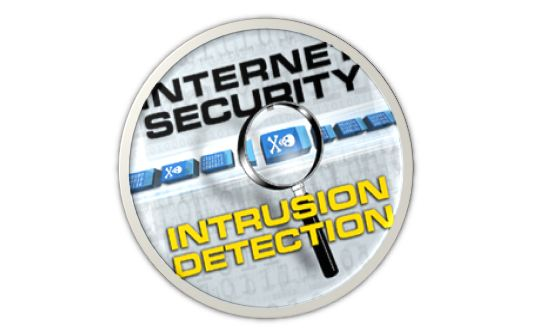 INTERNET
SECURITY
INTRUSION
DETECTION